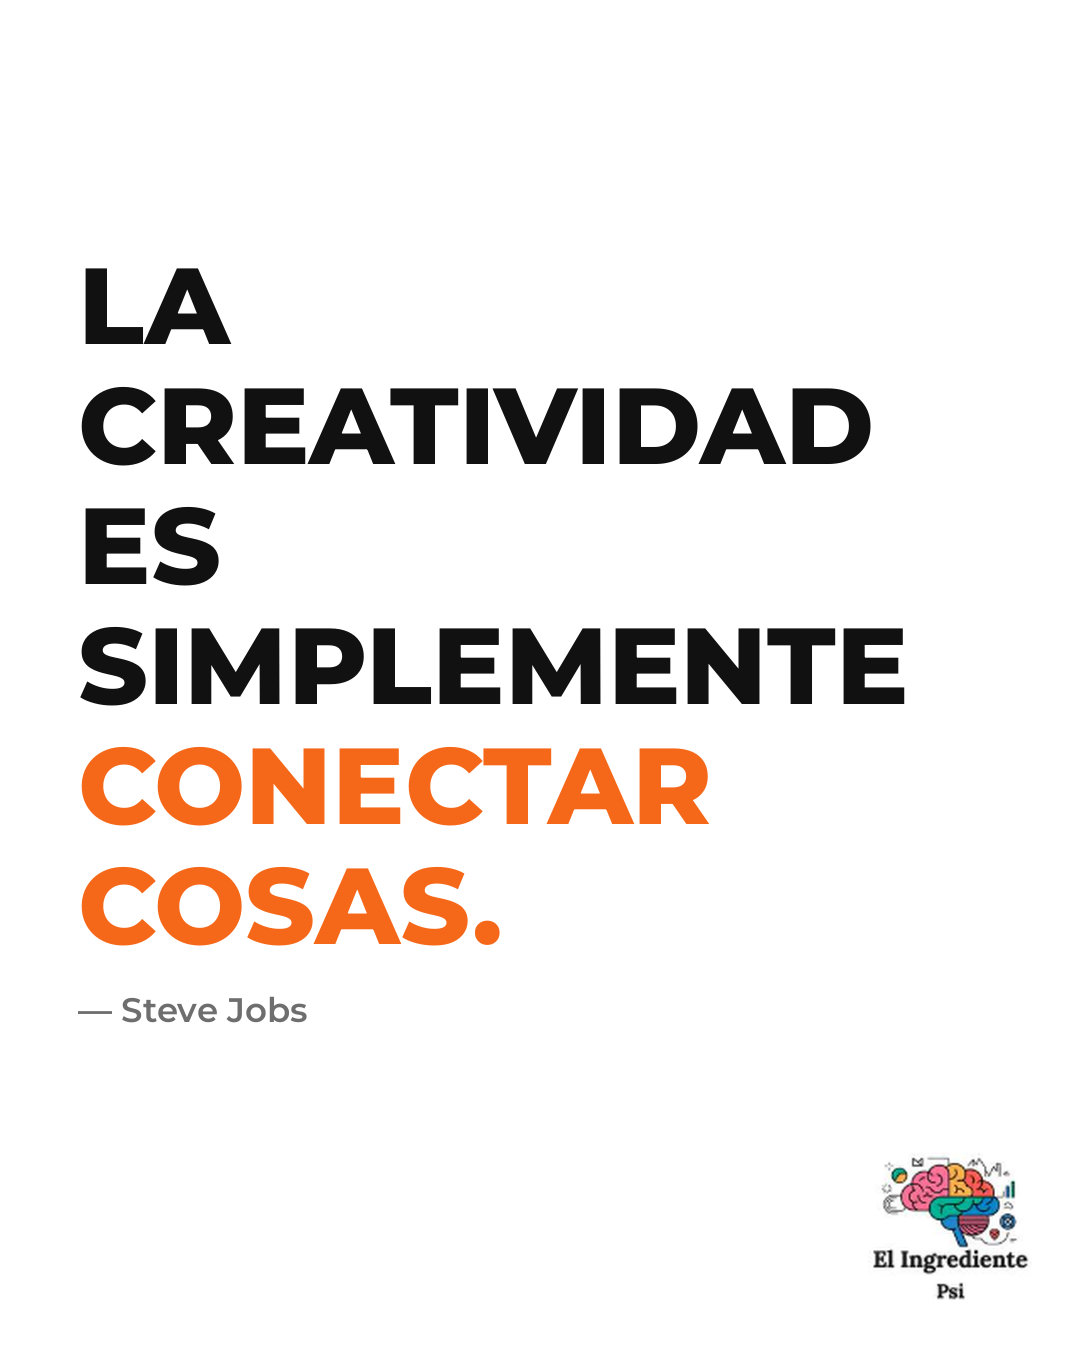 LA
CREATIVIDAD
ES
SIMPLEMENTE
CONECTAR
COSAS.
— Steve Jobs
El Ingrediente
Psi